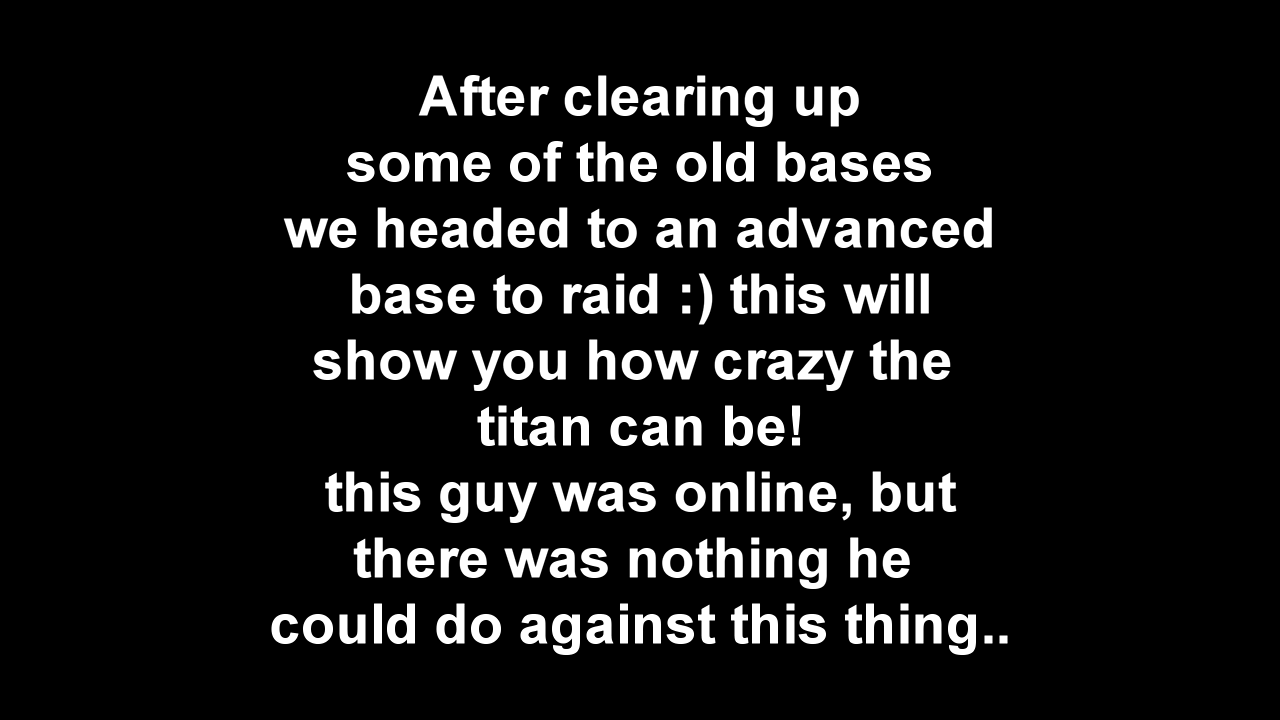 After clearing up
some of the old bases
we headed to an advanced
base to raid :) this will
show you how crazy the
titan can be!
this guy was online, but
there was nothing he
could do against this thing..